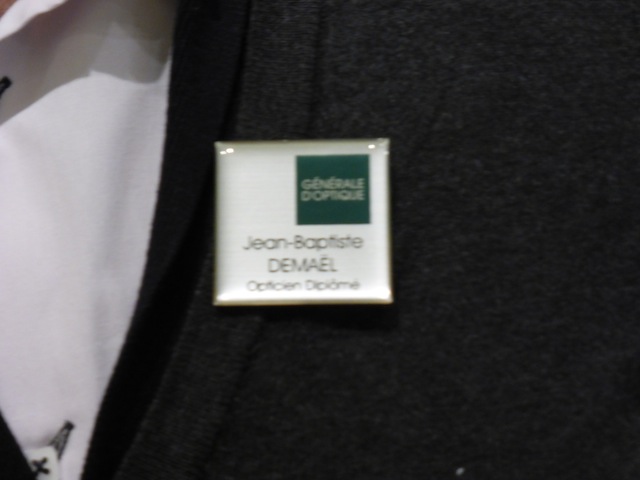 GÉNÉRALE
D'OPTIQUE
Jean-Baptiste
DEMAËL
Opticien Diplômé